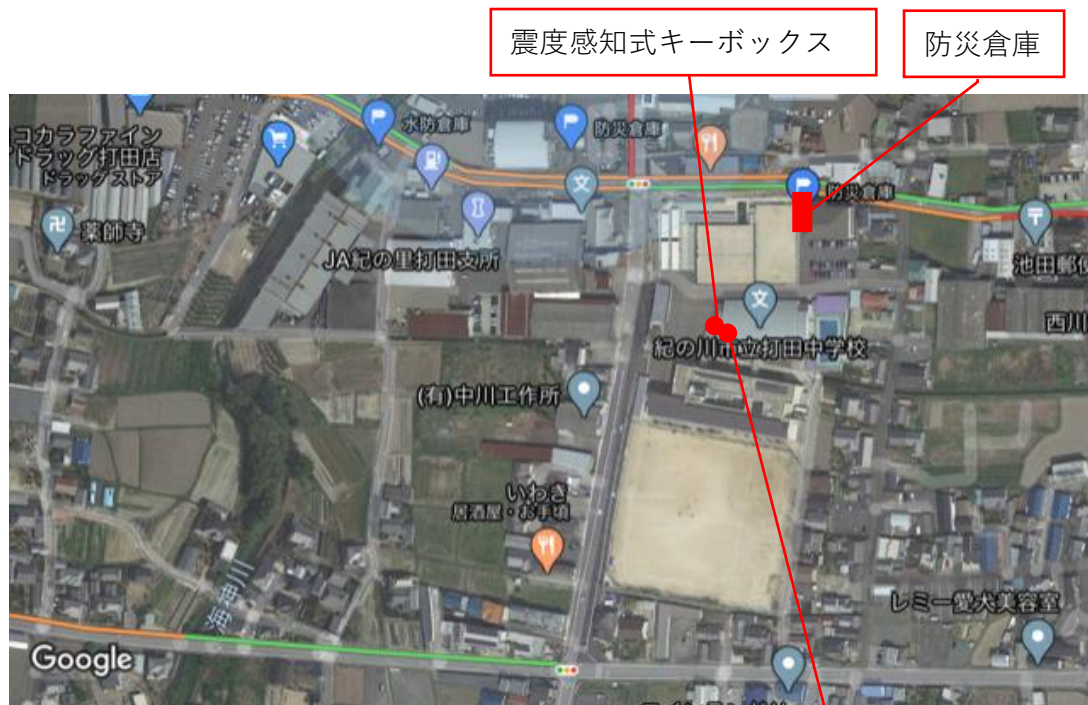 震度感知式キーボックス
防災倉庫
コカラファイン
ドラッグ打田店
ドラッグストア
水防倉庫
防災倉庫
防災倉庫
薬師寺
JA紀の里打田支所
池田郵便
西川
紀の川市立打田中学校
(有)中川工作所
いわき
居酒屋・お手頃
海神川
レミー愛犬美容室
Google